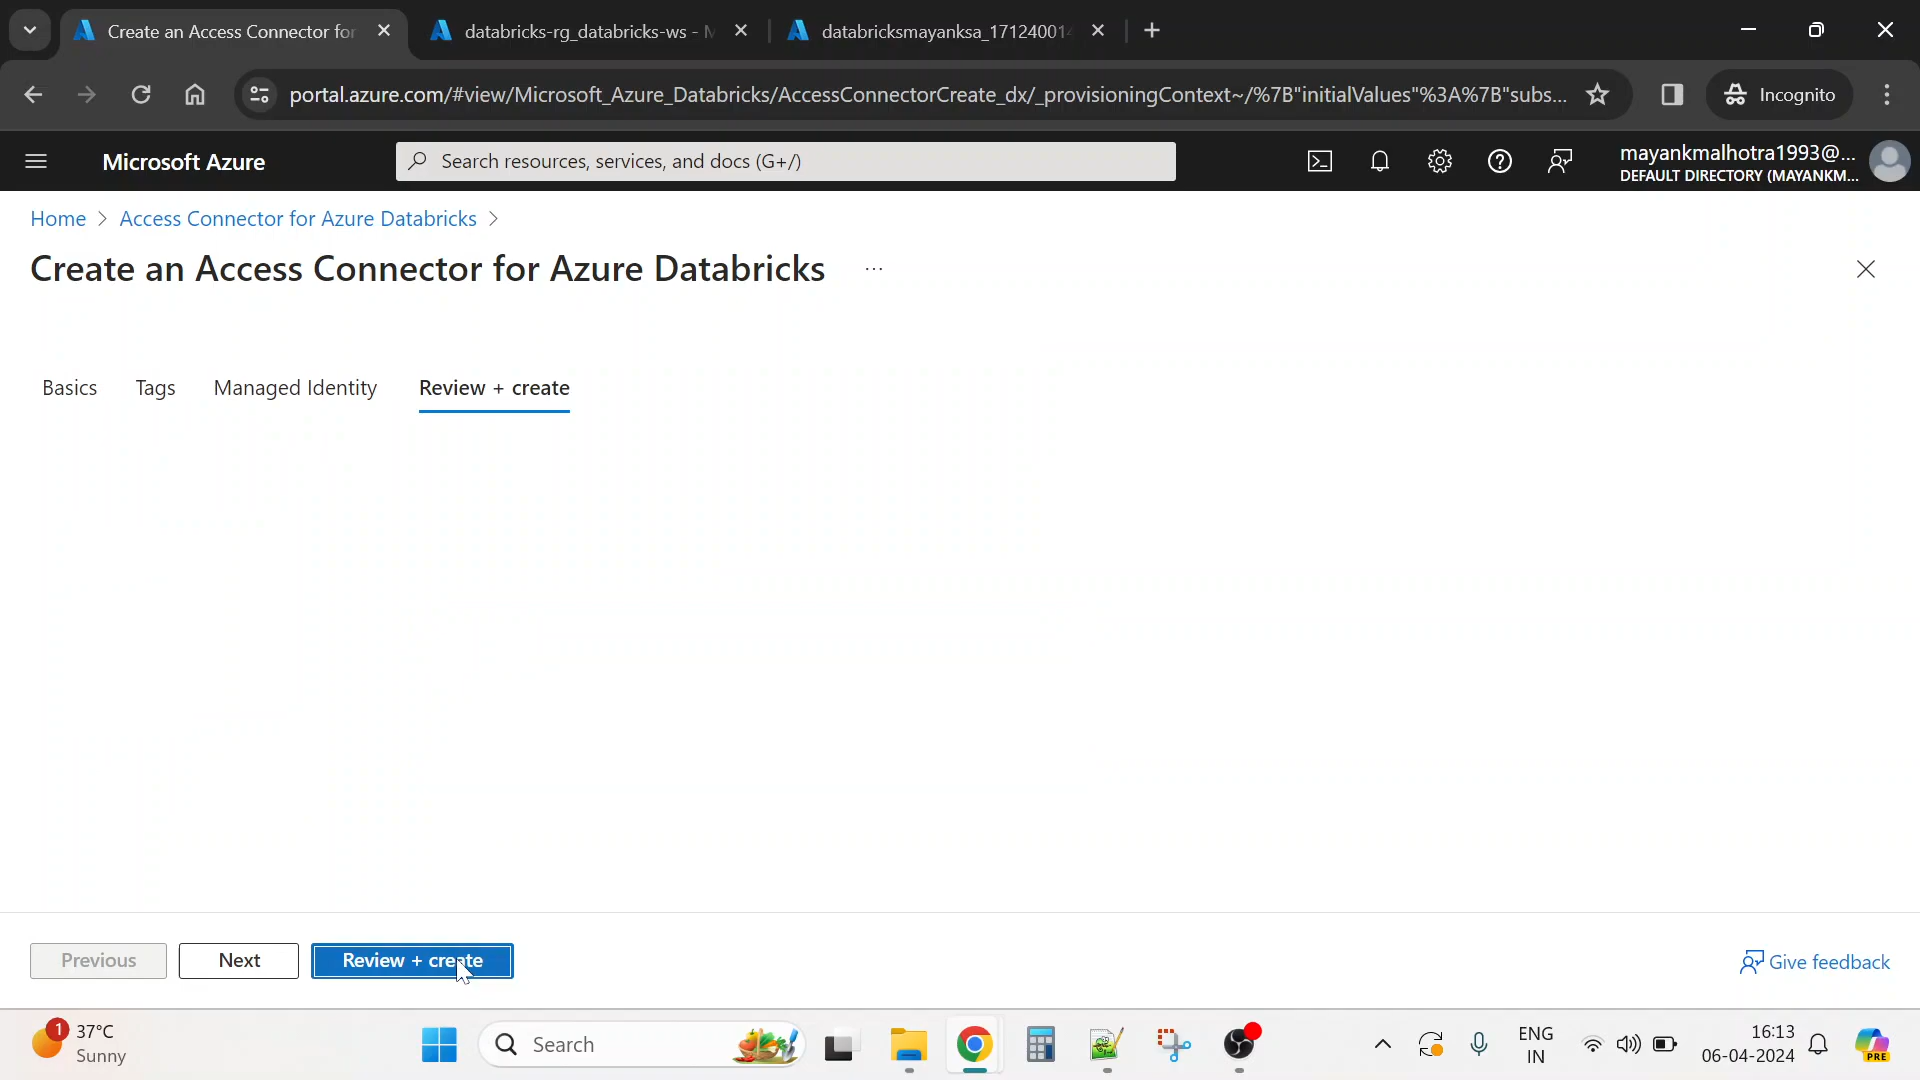 Create an Access Connector for
databricks-rg_databricks-ws -
databricksmayanksa_1712400
portal.azure.com/#view/Microsoft_Azure_Databricks/AccessConnectorCreate_dx/_provisioningContext~/%7B"initialValues"%3A%7B"subs...
Incognito
Microsoft Azure
Search resources, services, and docs (G+/)
mayankmalhotra1993@...
DEFAULT DIRECTORY (MAYANKM...
Home > Access Connector for Azure Databricks >
Create an Access Connector for Azure Databricks ...
Basics Tags Managed Identity Review + create
Previous Next Review + create
Give feedback
1
37°C
Sunny
Search
ENG
IN
16:13
06-04-2024
PRE